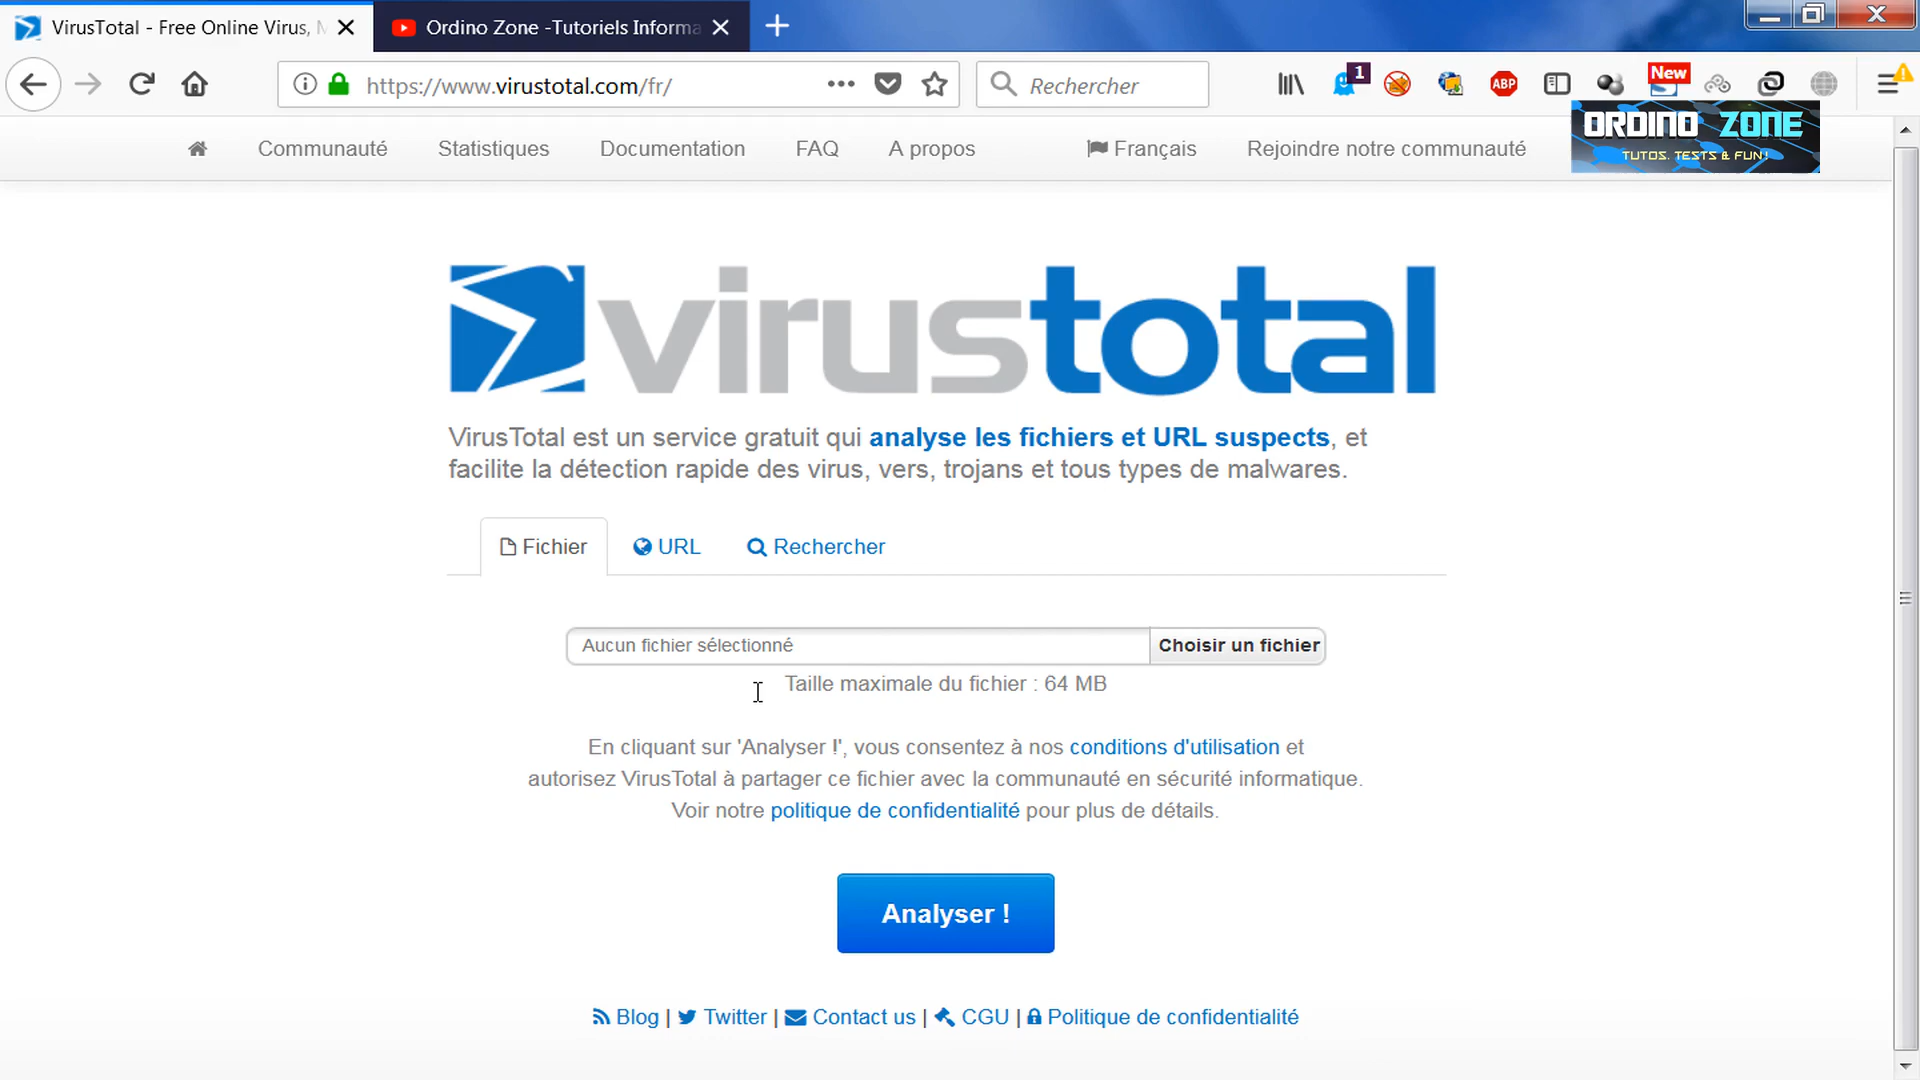 VirusTotal - Free Online Virus, M
Ordino Zone -Tutoriels Informa
https://www.virustotal.com/fr/
Rechercher
1
ABP
New
ORDINO ZONE
TUTOS, TESTS & FUN!
Communauté
Statistiques
Documentation
FAQ
A propos
Français
Rejoindre notre communauté
virustotal
VirusTotal est un service gratuit qui analyse les fichiers et URL suspects, et
facilite la détection rapide des virus, vers, trojans et tous types de malwares.
Fichier
URL
Rechercher
Aucun fichier sélectionné
Choisir un fichier
Taille maximale du fichier : 64 MB
En cliquant sur 'Analyser !', vous consentez à nos conditions d'utilisation et
autorisez VirusTotal à partager ce fichier avec la communauté en sécurité informatique.
Voir notre politique de confidentialité pour plus de détails.
Analyser !
Blog | Twitter | Contact us | CGU | Politique de confidentialité